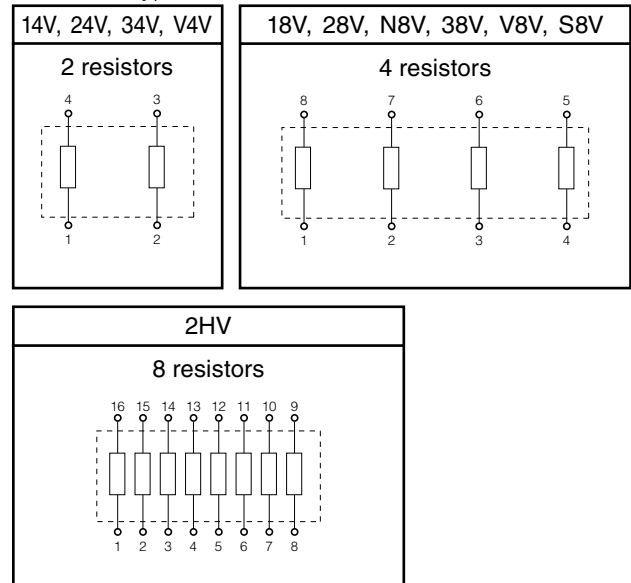 14V, 24V, 34V, V4V
2 resistors
4 3
1 2
18V, 28V, N8V, 38V, V8V, S8V
4 resistors
8 7 6 5
1 2 3 4
2HV
8 resistors
16 15 14 13 12 11 10 9
1 2 3 4 5 6 7 8